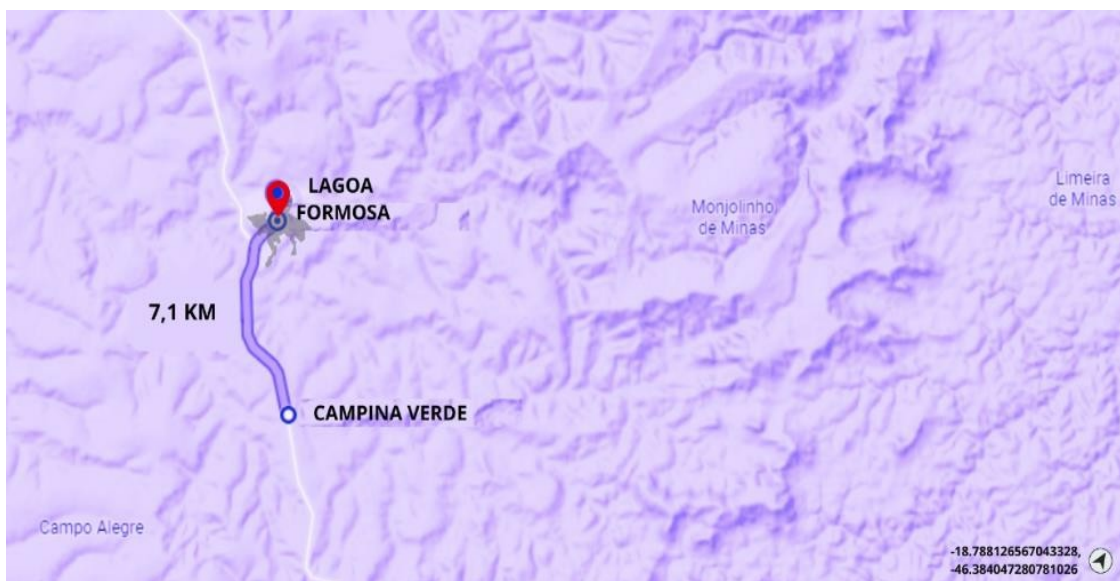 LAGOA
FORMOSA
Monjolinho
de Minas
Limeira
de Minas
7,1 KM
CAMPINA VERDE
Campo Alegre
-18.788126567043328,
-46.384047280781026